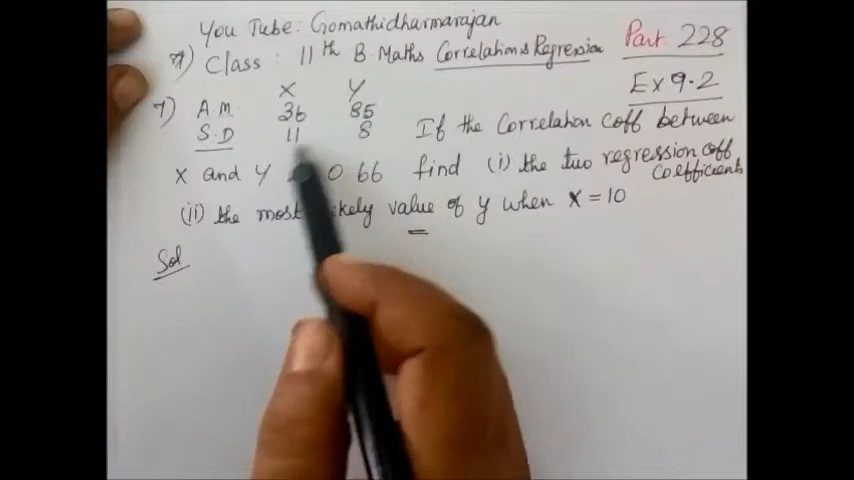 You Tube: Gomathidharmarajan
Class : 11th B Maths Correlation & Regression Part 228
Ex 9.2
X Y
7) A.M 36 85
S.D 11 8 If the Correlation coff between
X and Y 0 66 find (i) the two regression coff
coefficients
(ii) the most likely value of y when x = 10
Sol